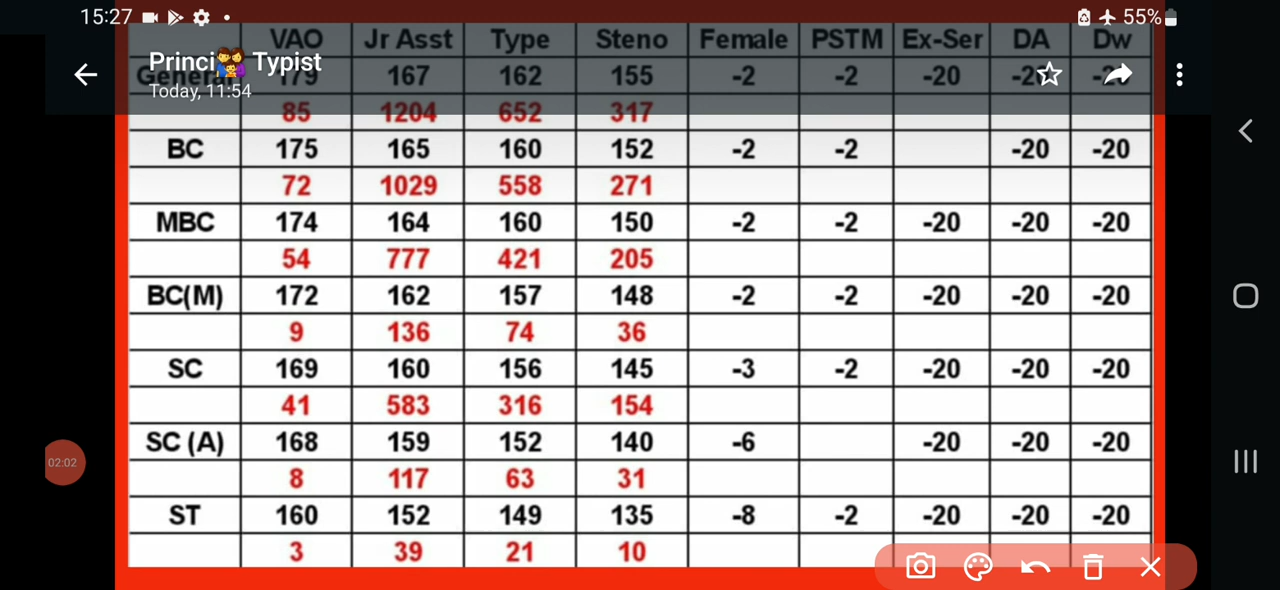 15:27 55%
VAO Jr Asst Type Steno Female PSTM Ex-Ser DA Dw
Princi Typist
General 179 167 162 155 -2 -2 -20
Today, 11:54
85 1204 652 317
BC 175 165 160 152 -2 -2 -20 -20
72 1029 558 271
MBC 174 164 160 150 -2 -2 -20 -20 -20
54 777 421 205
BC(M) 172 162 157 148 -2 -2 -20 -20 -20
9 136 74 36
SC 169 160 156 145 -3 -2 -20 -20 -20
41 583 316 154
SC (A) 168 159 152 140 -6 -20 -20 -20
02:02
8 117 63 31
ST 160 152 149 135 -8 -2 -20 -20 -20
3 39 21 10